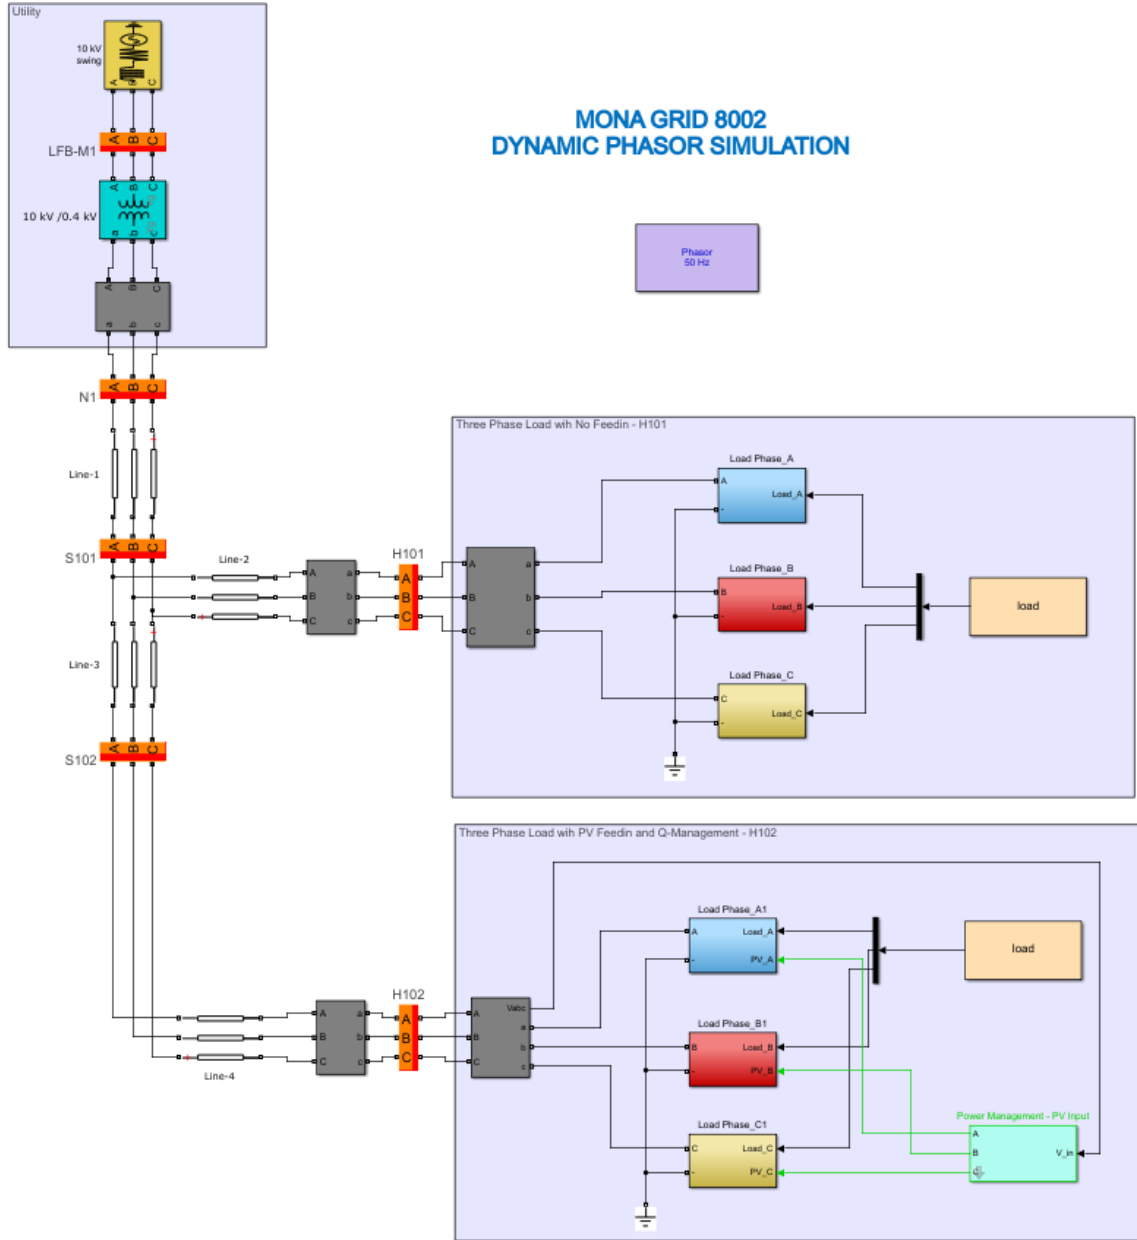 Utility
10 kV
swing
A B C
A B C
LFB-M1
A B C
10 kV /0.4 kV
a b c
A B C
a b c
MONA GRID 8002
DYNAMIC PHASOR SIMULATION
Phasor
50 Hz
N1
A B C
Line-1
S101
A B C
Line-2
A a
B b
C c
H101
A
B
C
Line-3
S102
A B C
Three Phase Load wih No Feedin - H101
A a
B b
C c
Load Phase_A
A
Load_A
-
Load Phase_B
B
Load_B
-
Load Phase_C
C
Load_C
-
load
Three Phase Load wih PV Feedin and Q-Management - H102
Line-4
A a
B b
C c
H102
A
B
C
Vabc
A a
B b
C c
Load Phase_A1
A Load_A
- PV_A
Load Phase_B1
B Load_B
- PV_B
Load Phase_C1
C Load_C
- PV_C
load
Power Management - PV Input
A
B V_in
C